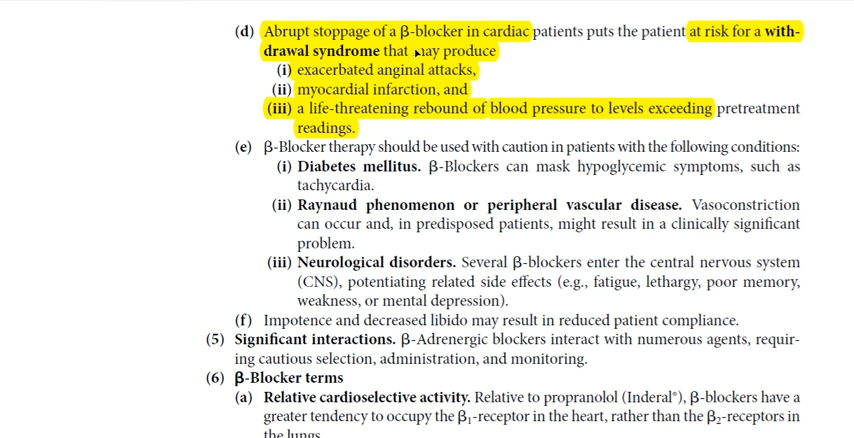 (d) Abrupt stoppage of a β-blocker in cardiac patients puts the patient at risk for a with-
drawal syndrome that may produce
(i) exacerbated anginal attacks,
(ii) myocardial infarction, and
(iii) a life-threatening rebound of blood pressure to levels exceeding pretreatment
readings.
(e) β-Blocker therapy should be used with caution in patients with the following conditions:
(i) Diabetes mellitus. β-Blockers can mask hypoglycemic symptoms, such as
tachycardia.
(ii) Raynaud phenomenon or peripheral vascular disease. Vasoconstriction
can occur and, in predisposed patients, might result in a clinically significant
problem.
(iii) Neurological disorders. Several β-blockers enter the central nervous system
(CNS), potentiating related side effects (e.g., fatigue, lethargy, poor memory,
weakness, or mental depression).
(f) Impotence and decreased libido may result in reduced patient compliance.
(5) Significant interactions. β-Adrenergic blockers interact with numerous agents, requir-
ing cautious selection, administration, and monitoring.
(6) β-Blocker terms
(a) Relative cardioselective activity. Relative to propranolol (Inderal®), β-blockers have a
greater tendency to occupy the β₁-receptor in the heart, rather than the β₂-receptors in
the lungs